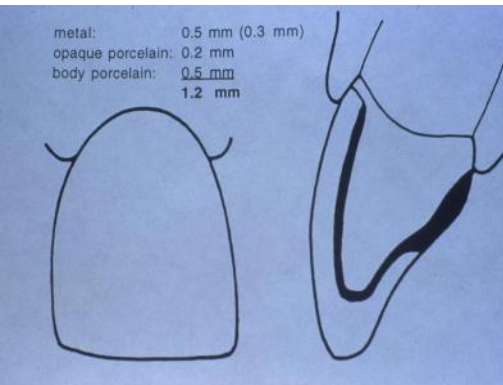 metal: 0.5 mm (0.3 mm)
opaque porcelain: 0.2 mm
body porcelain: 0.5 mm
1.2 mm